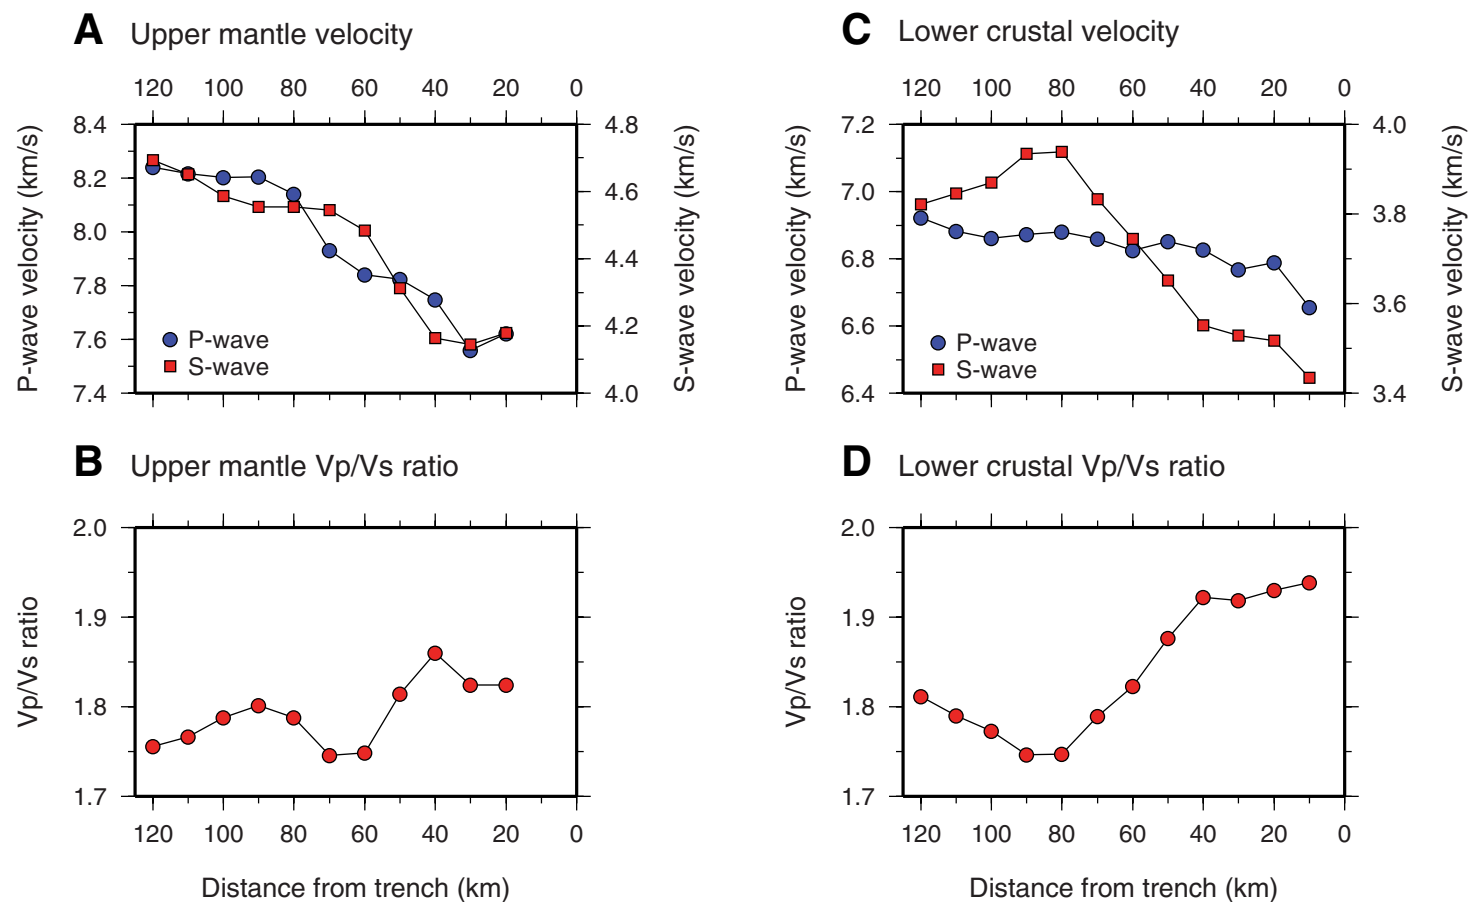 A Upper mantle velocity
120 100 80 60 40 20 0
P-wave velocity (km/s)
8.4
8.2
8.0
7.8
7.6
7.4
P-wave
S-wave
4.8
4.6
4.4
4.2
4.0
S-wave velocity (km/s)
B Upper mantle Vp/Vs ratio
Vp/Vs ratio
2.0
1.9
1.8
1.7
120 100 80 60 40 20 0
Distance from trench (km)
C Lower crustal velocity
120 100 80 60 40 20 0
P-wave velocity (km/s)
7.2
7.0
6.8
6.6
6.4
P-wave
S-wave
4.0
3.8
3.6
3.4
S-wave velocity (km/s)
D Lower crustal Vp/Vs ratio
Vp/Vs ratio
2.0
1.9
1.8
1.7
120 100 80 60 40 20 0
Distance from trench (km)